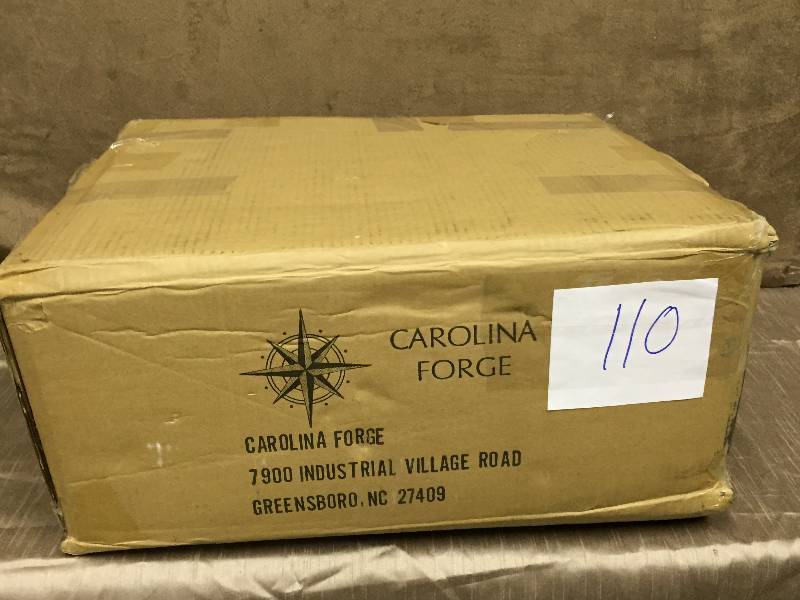 CAROLINA
FORGE
110
CAROLINA FORGE
7900 INDUSTRIAL VILLAGE ROAD
GREENSBORO, NC 27409